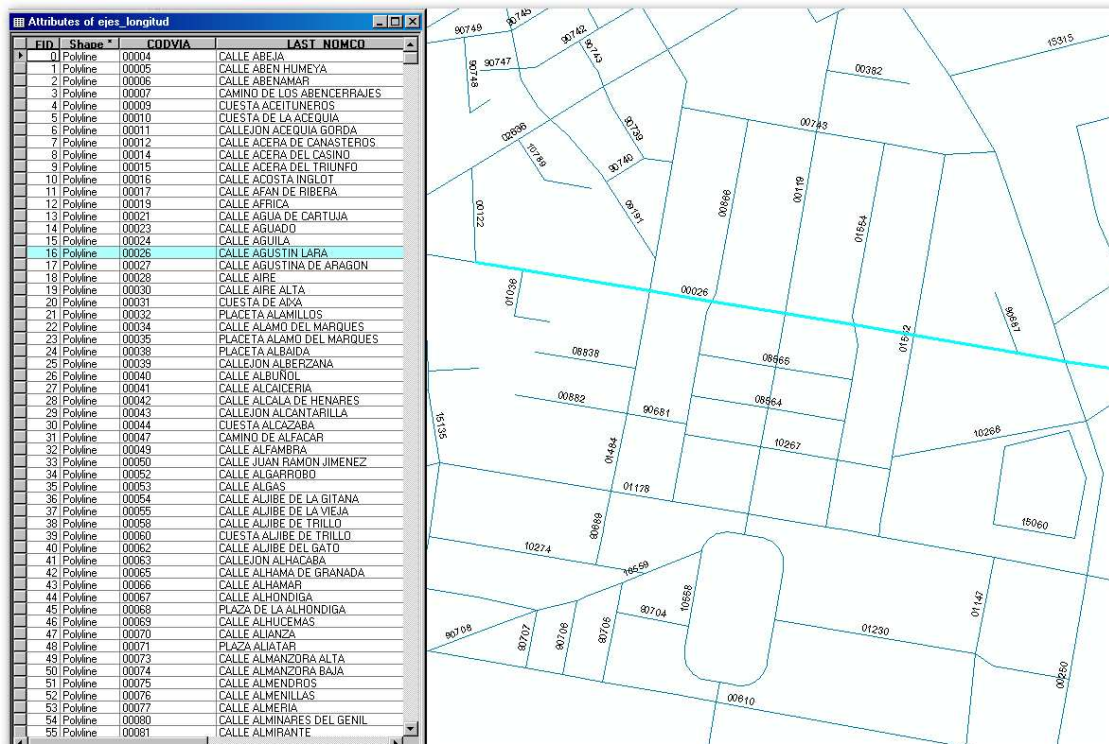 Attributes of ejes_longitud
FID Shape * CODVIA LAST_NOMCO
0 Polyline 00004 CALLE ABEJA
1 Polyline 00005 CALLE ABEN HUMEYA
2 Polyline 00006 CALLE ABENAMAR
3 Polyline 00007 CAMINO DE LOS ABENCERRAJES
4 Polyline 00009 CUESTA ACEITUNEROS
5 Polyline 00010 CUESTA DE LA ACEQUIA
6 Polyline 00011 CALLEJON ACEQUIA GORDA
7 Polyline 00012 CALLE ACERA DE CANASTEROS
8 Polyline 00014 CALLE ACERA DEL CASINO
9 Polyline 00015 CALLE ACERA DEL TRIUNFO
10 Polyline 00016 CALLE ACOSTA INGLOT
11 Polyline 00017 CALLE AFAN DE RIBERA
12 Polyline 00019 CALLE AFRICA
13 Polyline 00021 CALLE AGUA DE CARTUJA
14 Polyline 00023 CALLE AGUADO
15 Polyline 00024 CALLE AGUILA
16 Polyline 00026 CALLE AGUSTIN LARA
17 Polyline 00027 CALLE AGUSTINA DE ARAGON
18 Polyline 00028 CALLE AIRE
19 Polyline 00030 CALLE AIRE ALTA
20 Polyline 00031 CUESTA DE AIXA
21 Polyline 00032 PLACETA ALAMILLOS
22 Polyline 00034 CALLE ALAMO DEL MARQUES
23 Polyline 00035 PLACETA ALAMO DEL MARQUES
24 Polyline 00038 PLACETA ALBAIDA
25 Polyline 00039 CALLEJON ALBERZANA
26 Polyline 00040 CALLE ALBUÑOL
27 Polyline 00041 CALLE ALCAICERIA
28 Polyline 00042 CALLE ALCALA DE HENARES
29 Polyline 00043 CALLEJON ALCANTARILLA
30 Polyline 00044 CUESTA ALCAZABA
31 Polyline 00047 CAMINO DE ALFACAR
32 Polyline 00049 CALLE ALFAMBRA
33 Polyline 00050 CALLE JUAN RAMON JIMENEZ
34 Polyline 00052 CALLE ALGARROBO
35 Polyline 00053 CALLE ALGAS
36 Polyline 00054 CALLE ALJIBE DE LA GITANA
37 Polyline 00055 CALLE ALJIBE DE LA VIEJA
38 Polyline 00058 CALLE ALJIBE DE TRILLO
39 Polyline 00060 CUESTA ALJIBE DE TRILLO
40 Polyline 00062 CALLE ALJIBE DEL GATO
41 Polyline 00063 CALLEJON ALHACABA
42 Polyline 00065 CALLE ALHAMA DE GRANADA
43 Polyline 00066 CALLE ALHAMAR
44 Polyline 00067 CALLE ALHONDIGA
45 Polyline 00068 PLAZA DE LA ALHONDIGA
46 Polyline 00069 CALLE ALHUCEMAS
47 Polyline 00070 CALLE ALIANZA
48 Polyline 00071 PLAZA ALIATAR
49 Polyline 00073 CALLE ALMANZORA ALTA
50 Polyline 00074 CALLE ALMANZORA BAJA
51 Polyline 00075 CALLE ALMENDROS
52 Polyline 00076 CALLE ALMENILLAS
53 Polyline 00077 CALLE ALMERIA
54 Polyline 00080 CALLE ALMINARES DEL GENIL
55 Polyline 00081 CALLE ALMIRANTE
90749
90745
90742
90743
90747
90748
15315
00382
02636
90739
00743
10789
90740
00866
00119
01554
00122
09191
00026
01036
90687
01552
08838
08565
00882
08564
90681
15135
01484
10267
10268
01178
15060
90689
10274
10559
10558
01147
90704
90708
90707
90706
90705
01230
00250
00610